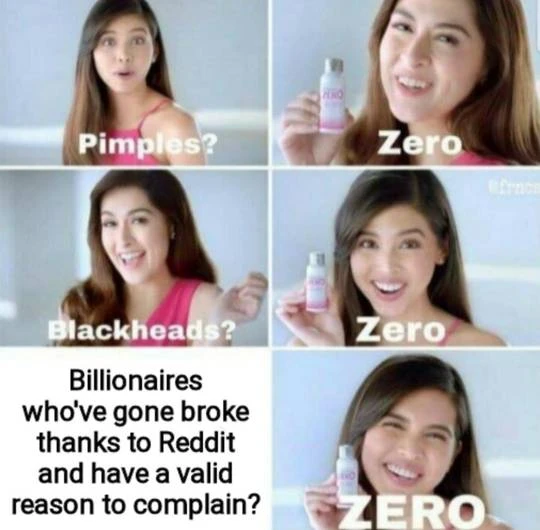 Pimples?
Zero
Blackheads?
Zero
Billionaires
who've gone broke
thanks to Reddit
and have a valid
reason to complain?
ZERO